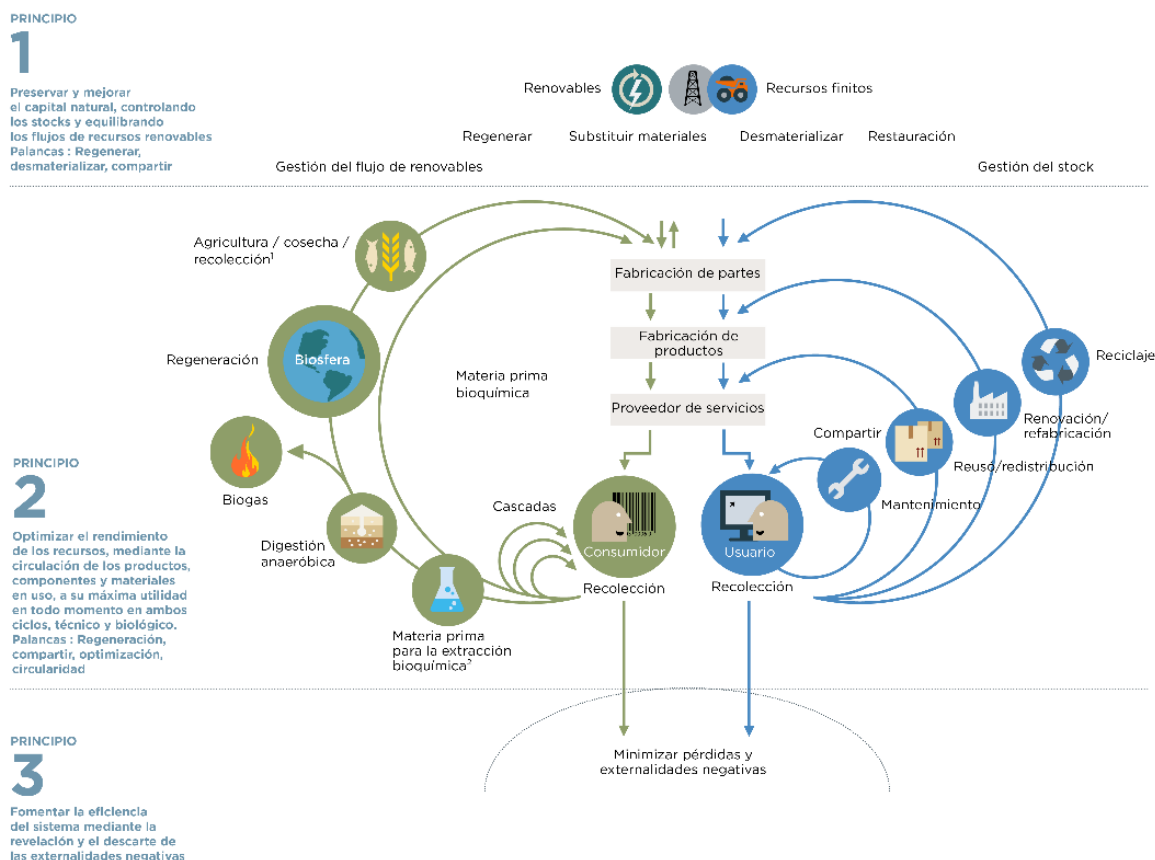 PRINCIPIO
1
Preservar y mejorar
el capital natural, controlando
los stocks y equilibrando
los flujos de recursos renovables
Palancas : Regenerar,
desmaterializar, compartir
Renovables
Recursos finitos
Regenerar
Substituir materiales
Desmaterializar
Restauración
Gestión del flujo de renovables
Gestión del stock
Agricultura / cosecha /
recolección¹
Regeneración
Biosfera
Biogas
Digestión
anaeróbica
Materia prima
para la extracción
bioquímica²
Materia prima
bioquímica
Cascadas
Fabricación de partes
Fabricación de
productos
Proveedor de servicios
Consumidor
Recolección
Usuario
Recolección
Compartir
Mantenimiento
Reuso/redistribución
Renovación/
refabricación
Reciclaje
PRINCIPIO
2
Optimizar el rendimiento
de los recursos, mediante la
circulación de los productos,
componentes y materiales
en uso, a su máxima utilidad
en todo momento en ambos
ciclos, técnico y biológico.
Palancas : Regeneración,
compartir, optimización,
circularidad
Minimizar pérdidas y
externalidades negativas
PRINCIPIO
3
Fomentar la eficiencia
del sistema mediante la
revelación y el descarte de
las externalidades negativas